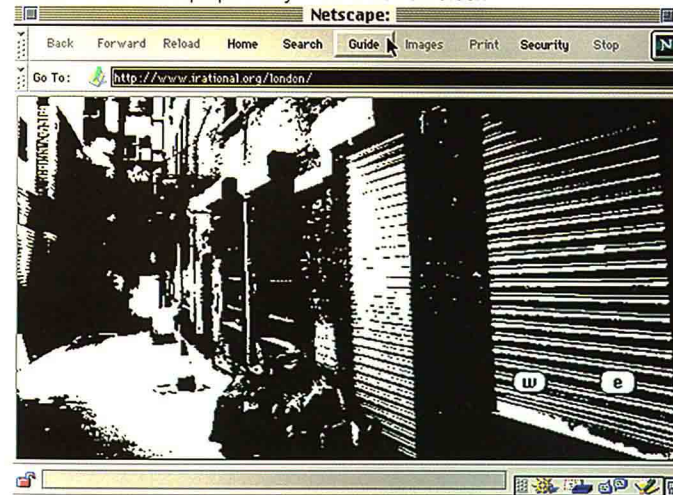 Netscape:
Back Forward Reload Home Search Guide Images Print Security Stop N
Go To: http://www.irational.org/london/
w e